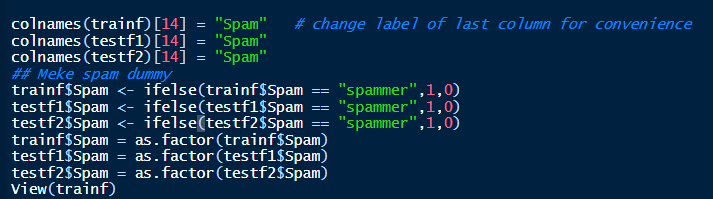 colnames(trainf)[14] = "Spam"   # change label of last column for convenience
colnames(testf1)[14] = "Spam"
colnames(testf2)[14] = "Spam"
## Meke spam dummy
trainf$Spam <- ifelse(trainf$Spam == "spammer",1,0)
testf1$Spam <- ifelse(testf1$Spam == "spammer",1,0)
testf2$Spam <- ifelse(testf2$Spam == "spammer",1,0)
trainf$Spam = as.factor(trainf$Spam)
testf1$Spam = as.factor(testf1$Spam)
testf2$Spam = as.factor(testf2$Spam)
View(trainf)